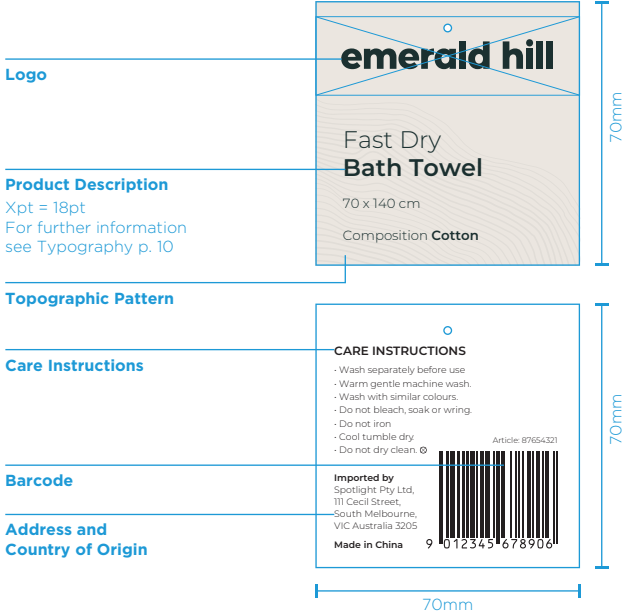 emerald hill
Logo
70mm
Fast Dry
Bath Towel
Product Description
Xpt = 18pt
For further information
see Typography p. 10
70 x 140 cm
Composition Cotton
Topographic Pattern
CARE INSTRUCTIONS
Care Instructions
· Wash separately before use
· Warm gentle machine wash.
· Wash with similar colours.
· Do not bleach, soak or wring.
· Do not iron
· Cool tumble dry.
· Do not dry clean.
70mm
Article: 87654321
Barcode
Imported by
Spotlight Pty Ltd,
111 Cecil Street,
South Melbourne,
VIC Australia 3205
Address and
Country of Origin
Made in China
9 012345 678906
70mm